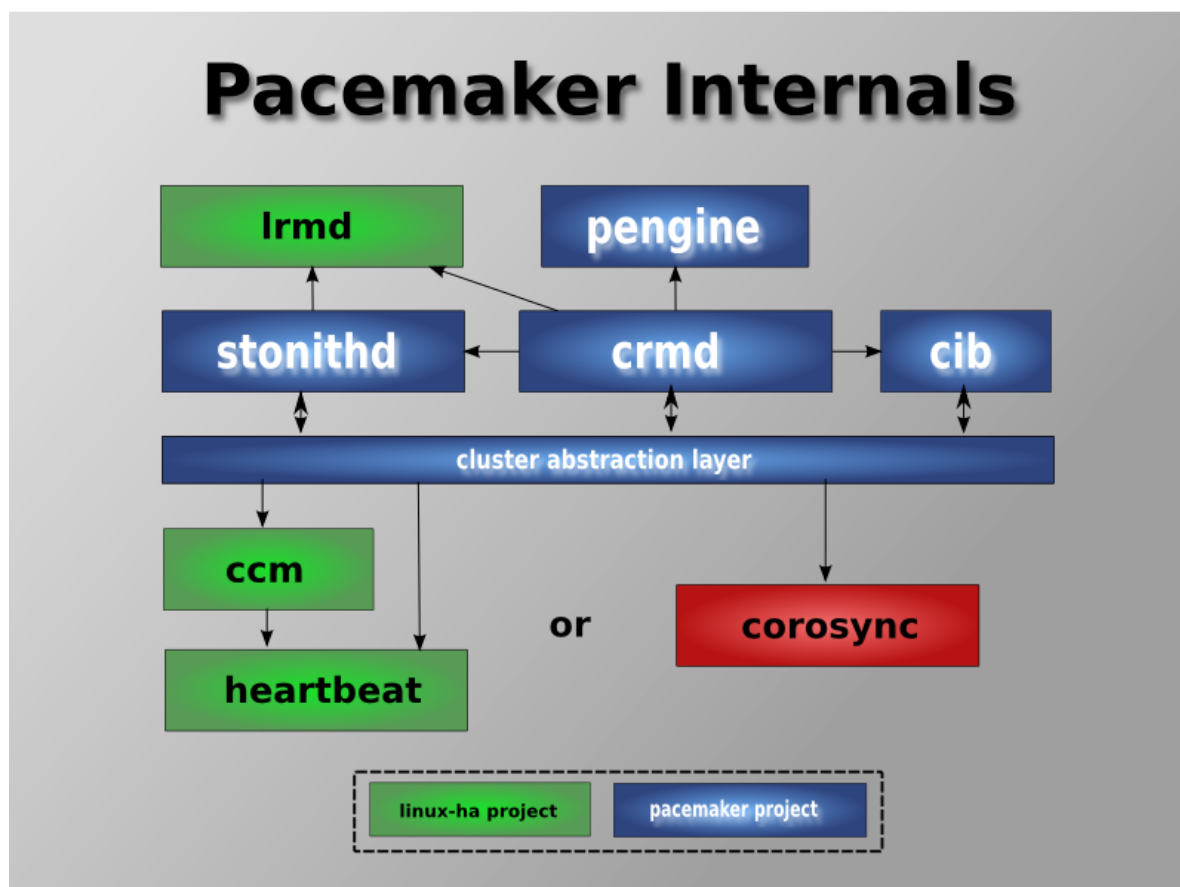 Pacemaker Internals
lrmd
pengine
stonithd
crmd
cib
cluster abstraction layer
ccm
or
corosync
heartbeat
linux-ha project
pacemaker project